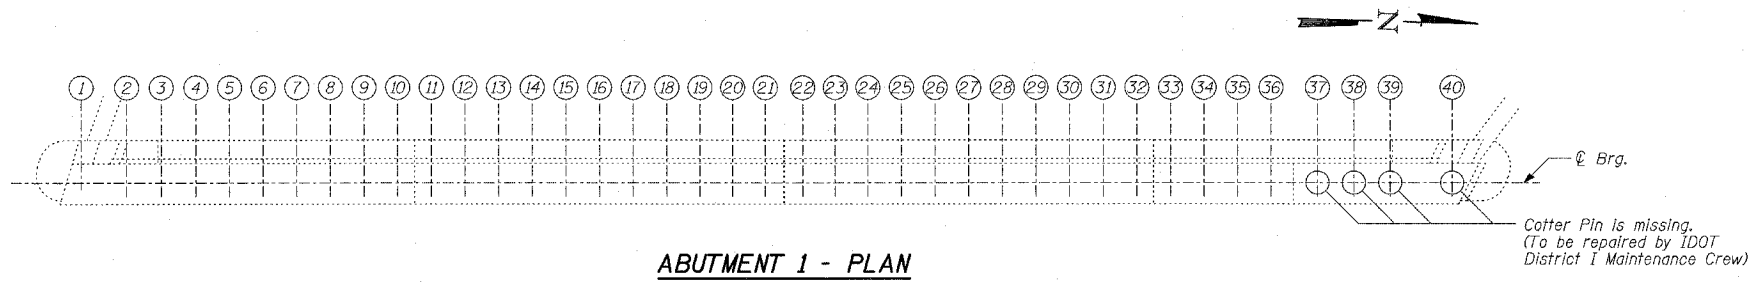 N
1 2 3 4 5 6 7 8 9 10 11 12 13 14 15 16 17 18 19 20 21 22 23 24 25 26 27 28 29 30 31 32 33 34 35 36 37 38 39 40
℄ Brg.
Cotter Pin is missing.
(To be repaired by IDOT
District I Maintenance Crew)
ABUTMENT 1 - PLAN